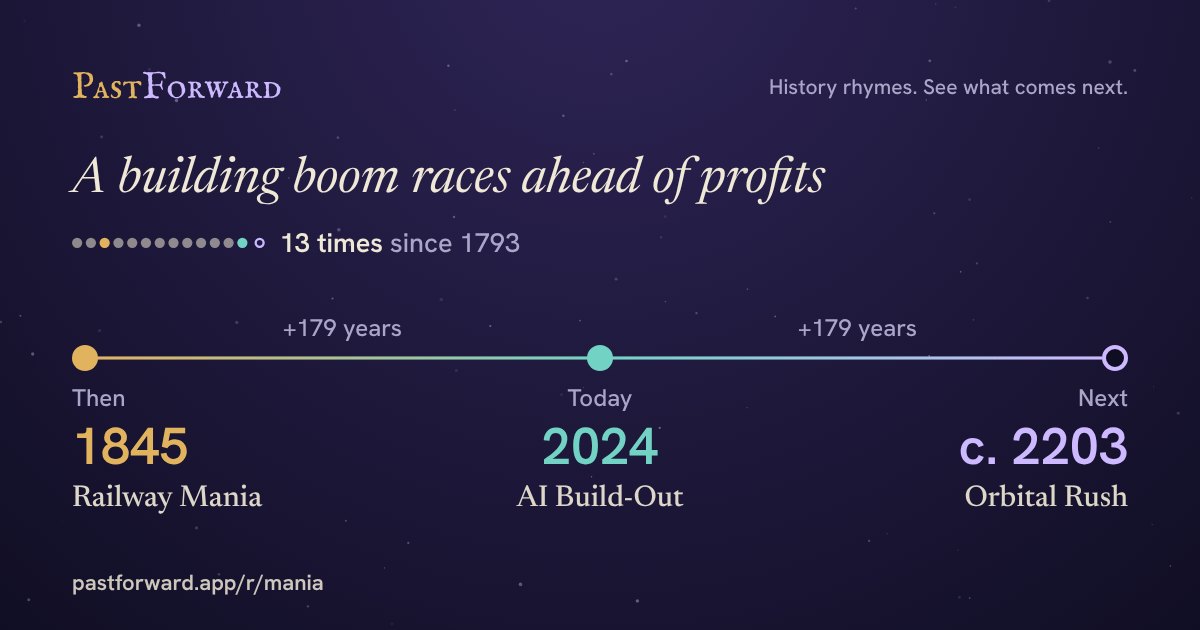 PastForward
History rhymes. See what comes next.
A building boom races ahead of profits
13 times since 1793
+179 years
+179 years
Then
Today
Next
1845
2024
c. 2203
Railway Mania
AI Build-Out
Orbital Rush
pastforward.app/r/mania